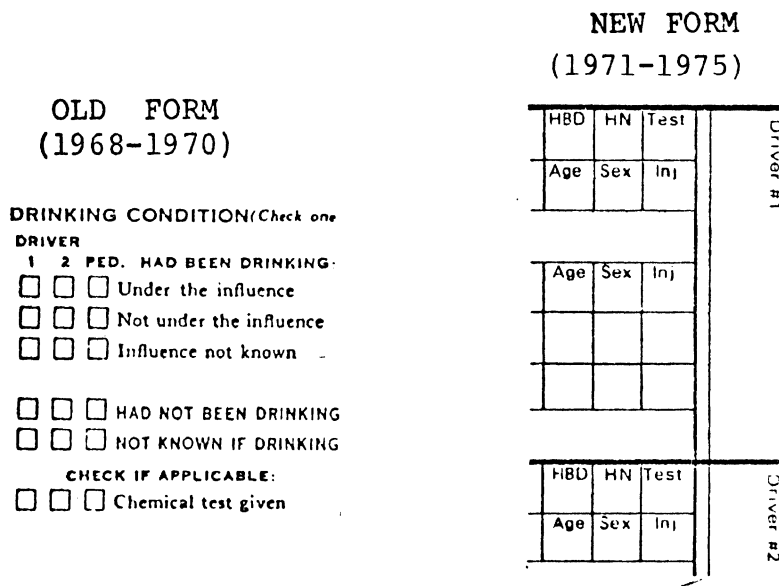 OLD FORM
(1968-1970)
DRINKING CONDITION (Check one
DRIVER
1 2 PED. HAD BEEN DRINKING:
Under the influence
Not under the influence
Influence not known
HAD NOT BEEN DRINKING
NOT KNOWN IF DRINKING
CHECK IF APPLICABLE:
Chemical test given
NEW FORM
(1971-1975)
HBD HN Test
Age Sex Inj
Driver #1
Age Sex Inj
HBD HN Test
Age Sex Inj
Driver #2